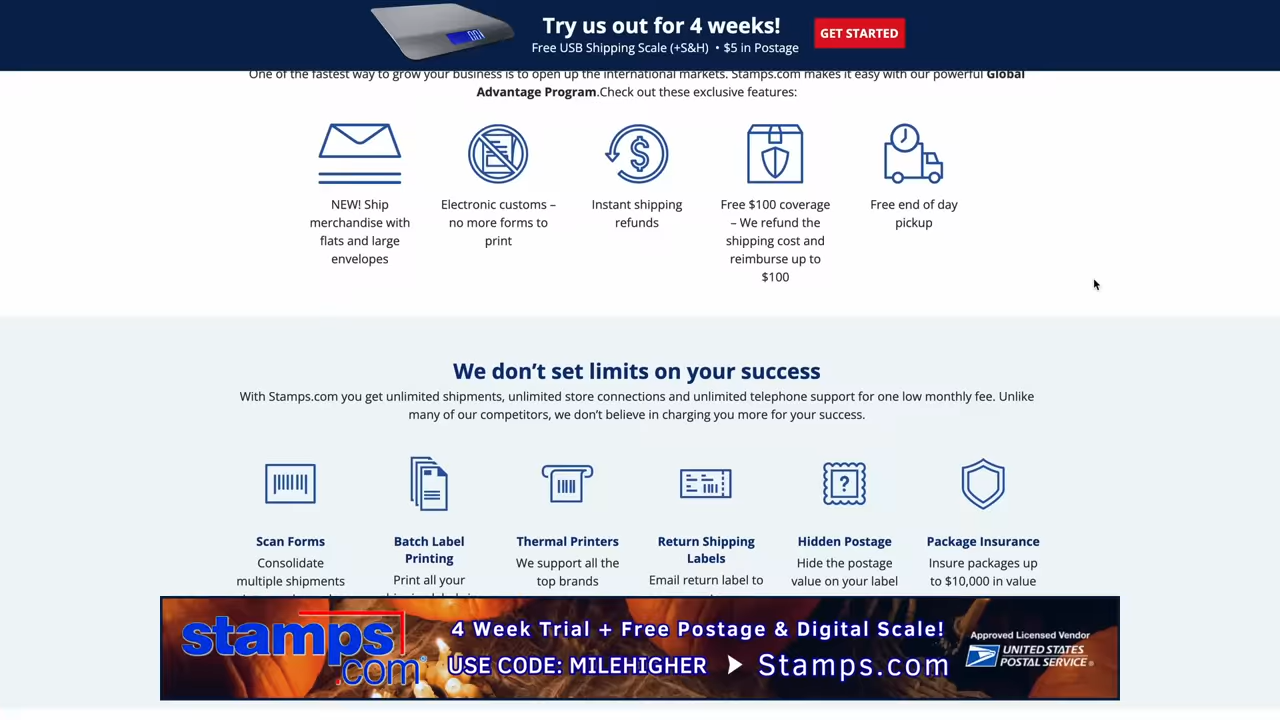 Try us out for 4 weeks!
Free USB Shipping Scale (+S&H) • $5 in Postage
GET STARTED
One of the fastest way to grow your business is to open up the international markets. Stamps.com makes it easy with our powerful Global
Advantage Program.Check out these exclusive features:
NEW! Ship
merchandise with
flats and large
envelopes
Electronic customs –
no more forms to
print
Instant shipping
refunds
Free $100 coverage
– We refund the
shipping cost and
reimburse up to
$100
Free end of day
pickup
We don’t set limits on your success
With Stamps.com you get unlimited shipments, unlimited store connections and unlimited telephone support for one low monthly fee. Unlike
many of our competitors, we don’t believe in charging you more for your success.
Scan Forms
Consolidate
multiple shipments
Batch Label
Printing
Print all your
Thermal Printers
We support all the
top brands
Return Shipping
Labels
Email return label to
Hidden Postage
Hide the postage
value on your label
Package Insurance
Insure packages up
to $10,000 in value
stamps
.com
4 Week Trial + Free Postage & Digital Scale!
USE CODE: MILEHIGHER
Stamps.com
Approved Licensed Vendor
UNITED STATES
POSTAL SERVICE®